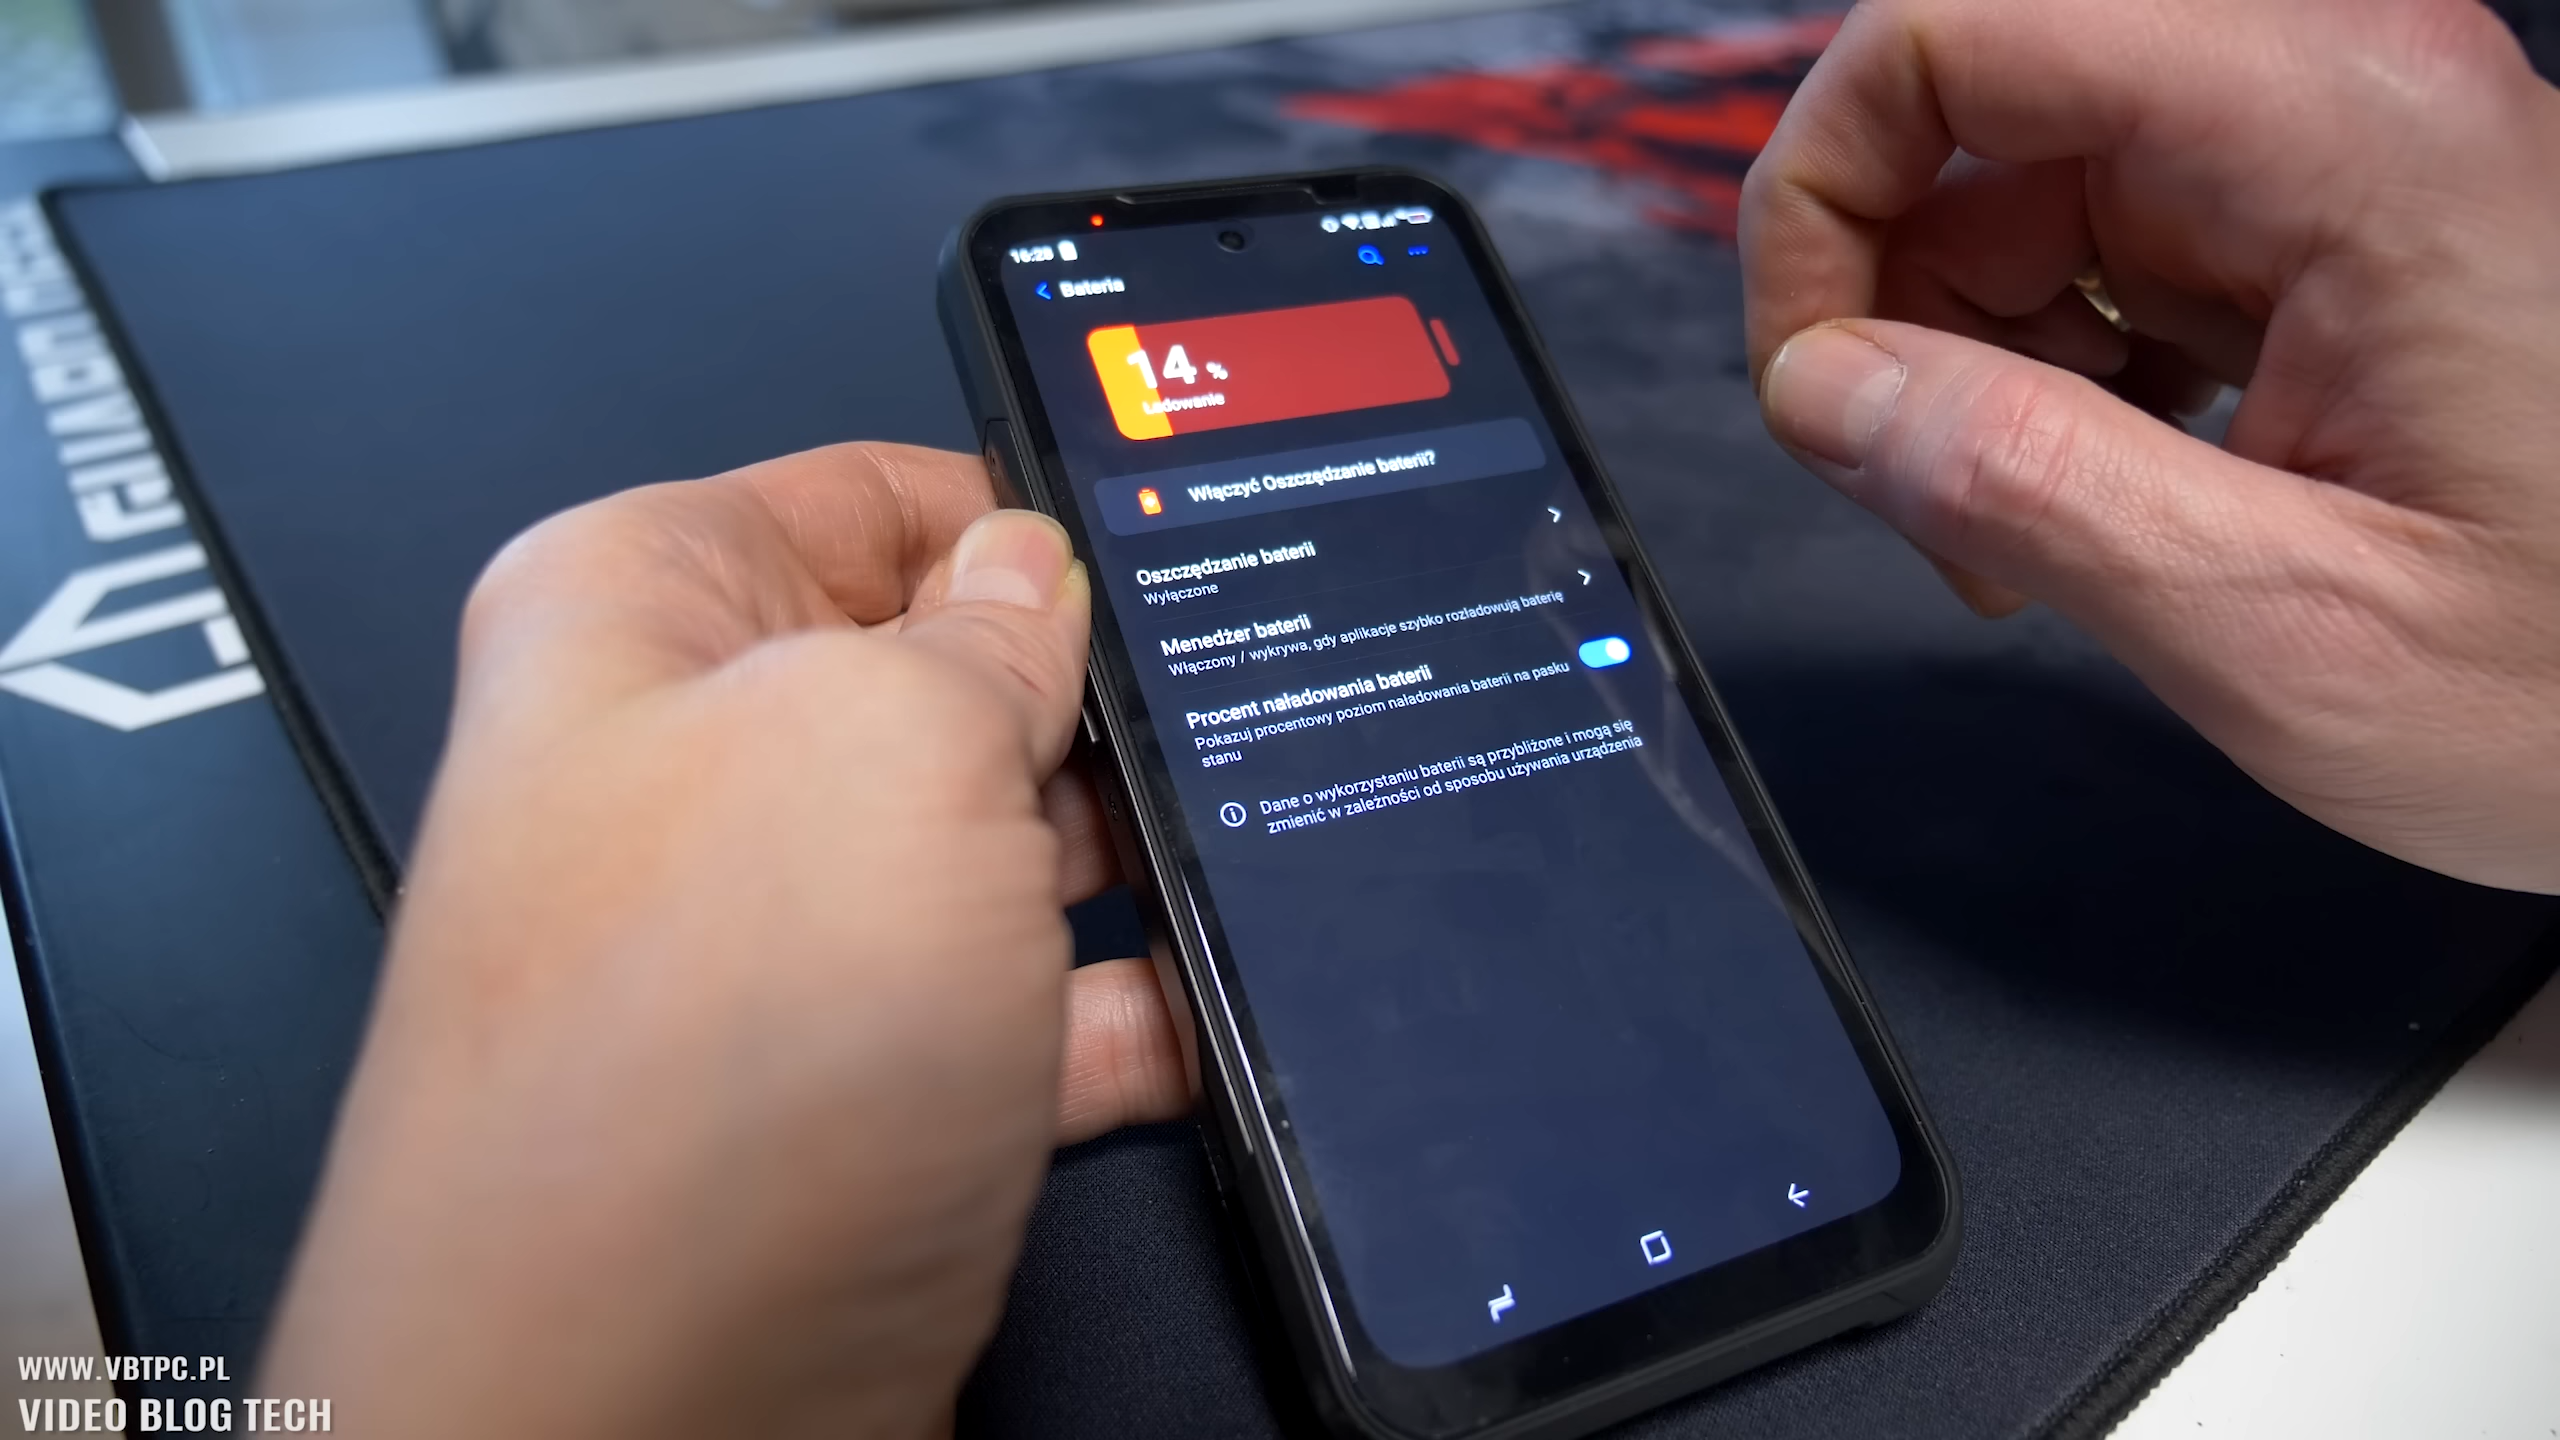 16:28
Bateria
14 %
Ładowanie
Włączyć Oszczędzanie baterii?
Oszczędzanie baterii
Wyłączone
Menedżer baterii
Włączony / wykrywa, gdy aplikacje szybko rozładowują baterię
Procent naładowania baterii
Pokazuj procentowy poziom naładowania baterii na pasku
stanu
Dane o wykorzystaniu baterii są przybliżone i mogą się
zmienić w zależności od sposobu używania urządzenia
WWW.VBTPC.PL
VIDEO BLOG TECH